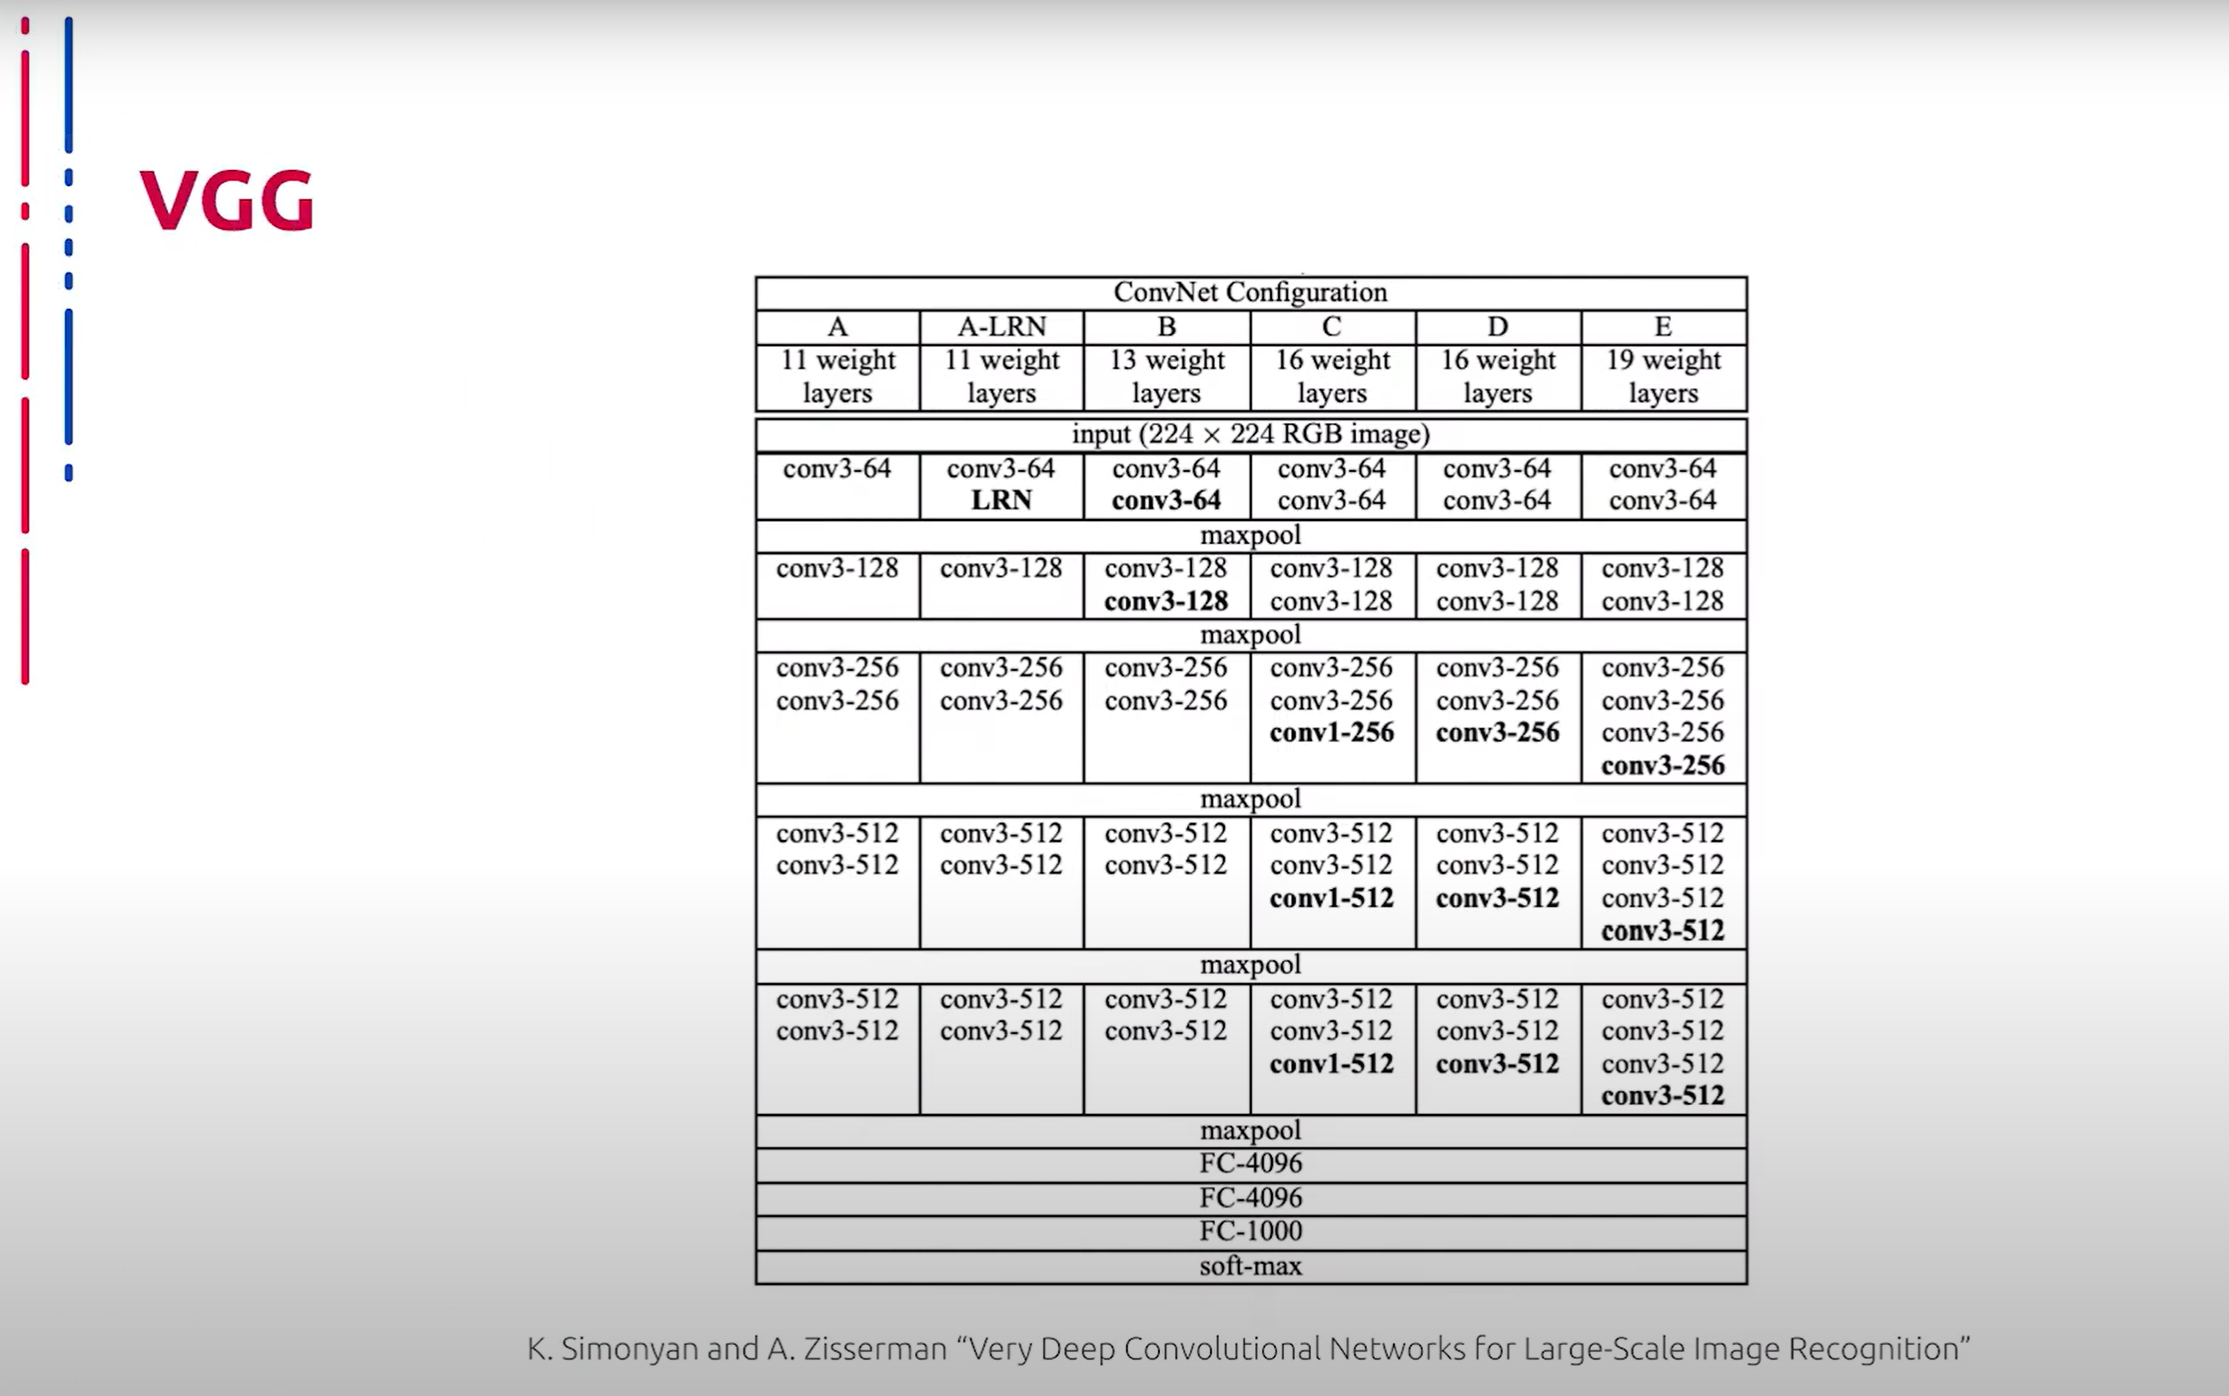 VGG
ConvNet Configuration
A A-LRN B C D E
11 weight layers 11 weight layers 13 weight layers 16 weight layers 16 weight layers 19 weight layers
input (224 × 224 RGB image)
conv3-64 conv3-64 conv3-64 conv3-64 conv3-64 conv3-64
LRN conv3-64 conv3-64 conv3-64 conv3-64
maxpool
conv3-128 conv3-128 conv3-128 conv3-128 conv3-128 conv3-128
conv3-128 conv3-128 conv3-128 conv3-128
maxpool
conv3-256 conv3-256 conv3-256 conv3-256 conv3-256 conv3-256
conv3-256 conv3-256 conv3-256 conv3-256 conv3-256 conv3-256
conv1-256 conv3-256 conv3-256
conv3-256
maxpool
conv3-512 conv3-512 conv3-512 conv3-512 conv3-512 conv3-512
conv3-512 conv3-512 conv3-512 conv3-512 conv3-512 conv3-512
conv1-512 conv3-512 conv3-512
conv3-512
maxpool
conv3-512 conv3-512 conv3-512 conv3-512 conv3-512 conv3-512
conv3-512 conv3-512 conv3-512 conv3-512 conv3-512 conv3-512
conv1-512 conv3-512 conv3-512
conv3-512
maxpool
FC-4096
FC-4096
FC-1000
soft-max
K. Simonyan and A. Zisserman “Very Deep Convolutional Networks for Large-Scale Image Recognition”